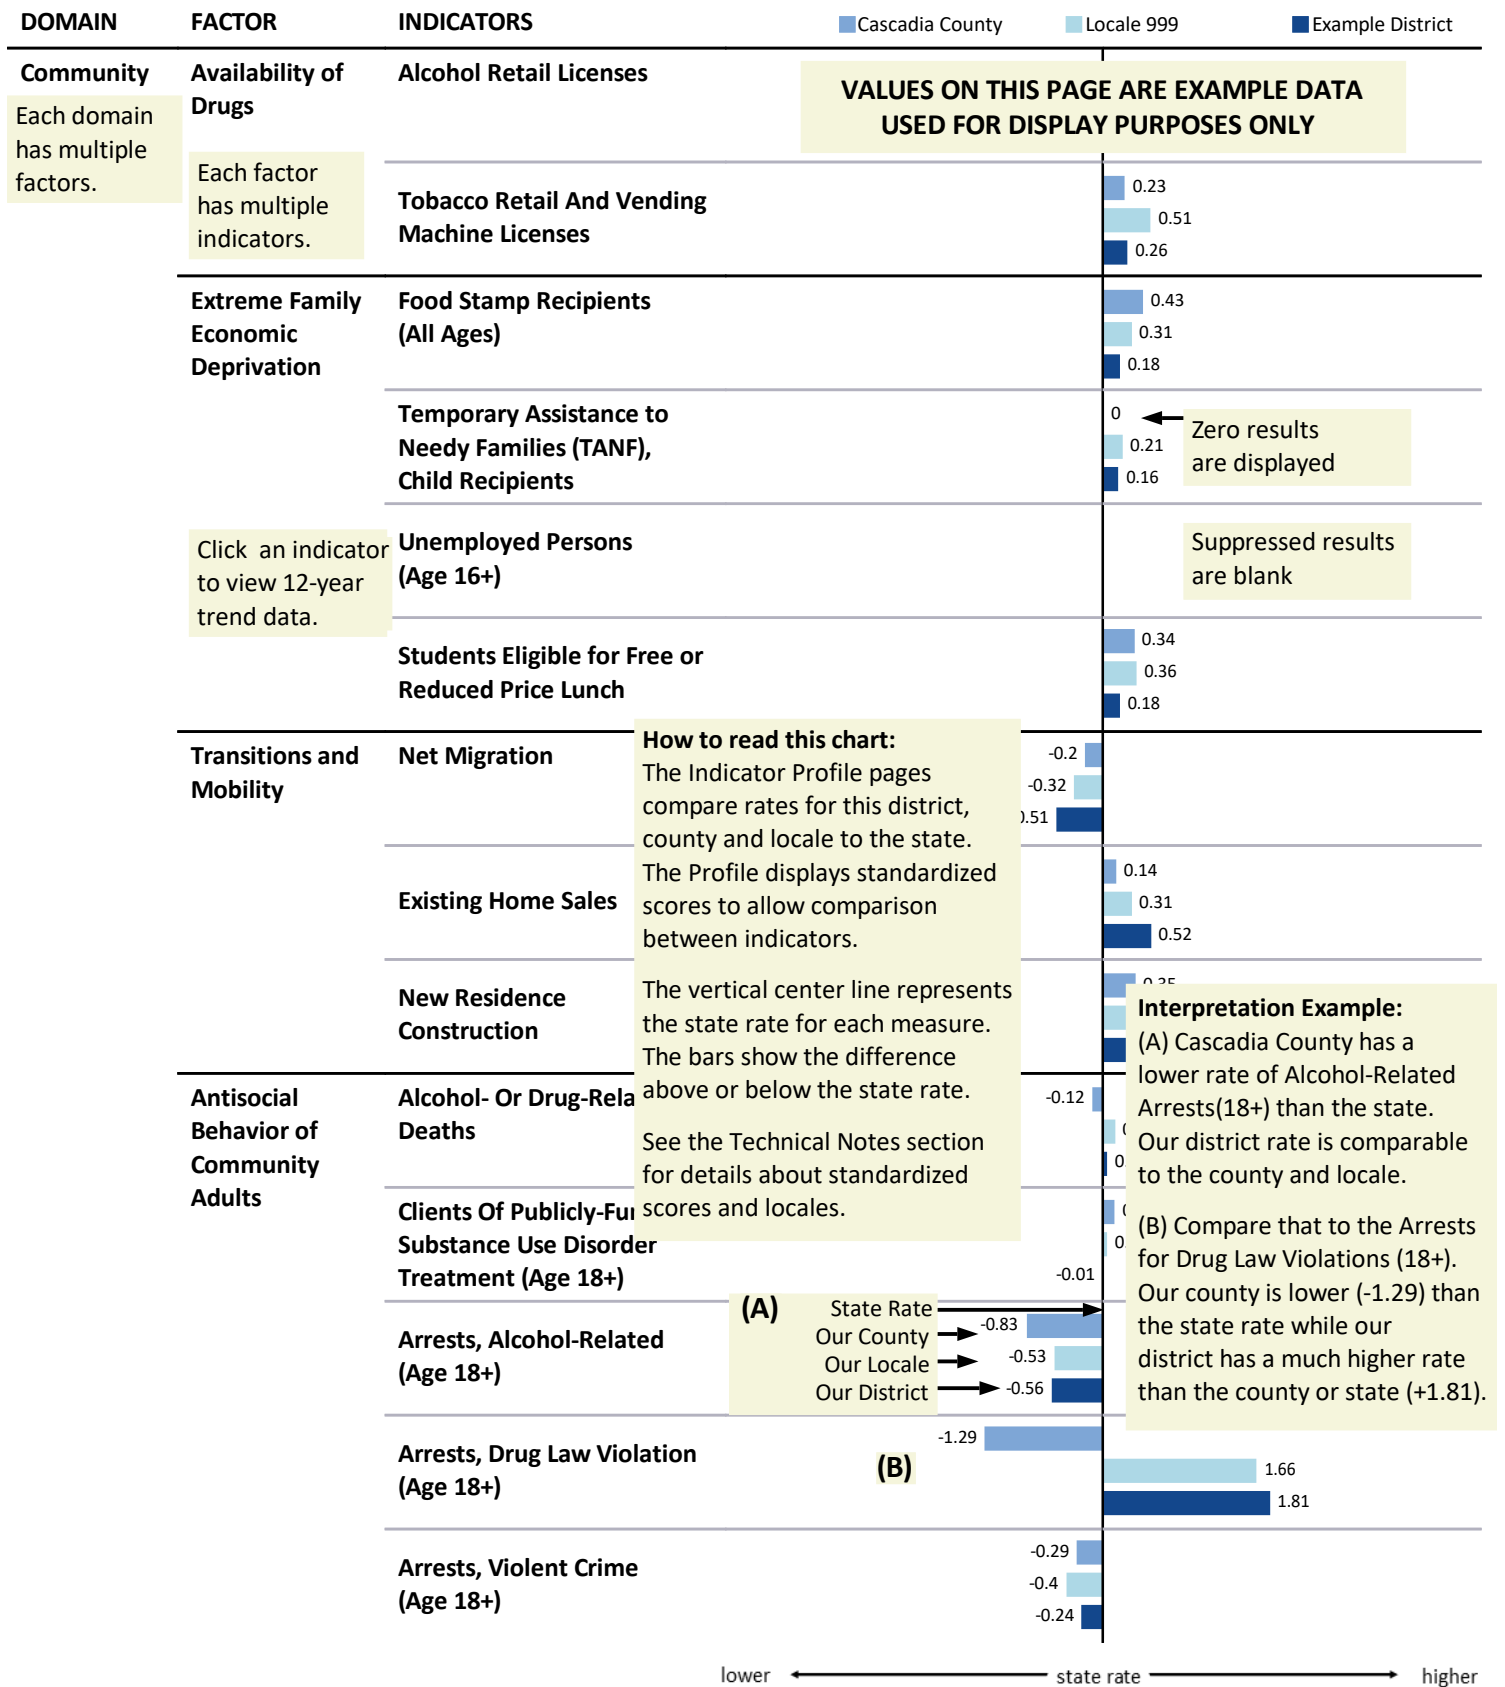 DOMAIN FACTOR INDICATORS Cascadia County Locale 999 Example District
Community
Each domain
has multiple
factors.
Availability of
Drugs
Each factor
has multiple
indicators.
Alcohol Retail Licenses
VALUES ON THIS PAGE ARE EXAMPLE DATA
USED FOR DISPLAY PURPOSES ONLY
Tobacco Retail And Vending
Machine Licenses
0.23
0.51
0.26
Extreme Family
Economic
Deprivation
Food Stamp Recipients
(All Ages)
0.43
0.31
0.18
Temporary Assistance to
Needy Families (TANF),
Child Recipients
0
0.21
0.16
Zero results
are displayed
Click an indicator
to view 12-year
trend data.
Unemployed Persons
(Age 16+)
Suppressed results
are blank
Students Eligible for Free or
Reduced Price Lunch
0.34
0.36
0.18
Transitions and
Mobility
Net Migration
-0.2
-0.32
.51
How to read this chart:
The Indicator Profile pages
compare rates for this district,
county and locale to the state.
The Profile displays standardized
scores to allow comparison
between indicators.
The vertical center line represents
the state rate for each measure.
The bars show the difference
above or below the state rate.
See the Technical Notes section
for details about standardized
scores and locales.
Existing Home Sales
0.14
0.31
0.52
New Residence
Construction
Interpretation Example:
(A) Cascadia County has a
lower rate of Alcohol-Related
Arrests(18+) than the state.
Our district rate is comparable
to the county and locale.
(B) Compare that to the Arrests
for Drug Law Violations (18+).
Our county is lower (-1.29) than
the state rate while our
district has a much higher rate
than the county or state (+1.81).
Antisocial
Behavior of
Community
Adults
Alcohol- Or Drug-Rela
Deaths
-0.12
0.
Clients Of Publicly-Fu
Substance Use Disorder
Treatment (Age 18+)
0.
-0.01
Arrests, Alcohol-Related
(Age 18+)
(A) State Rate
Our County -0.83
Our Locale -0.53
Our District -0.56
Arrests, Drug Law Violation
(Age 18+)
(B)
-1.29
1.66
1.81
Arrests, Violent Crime
(Age 18+)
-0.29
-0.4
-0.24
lower state rate higher